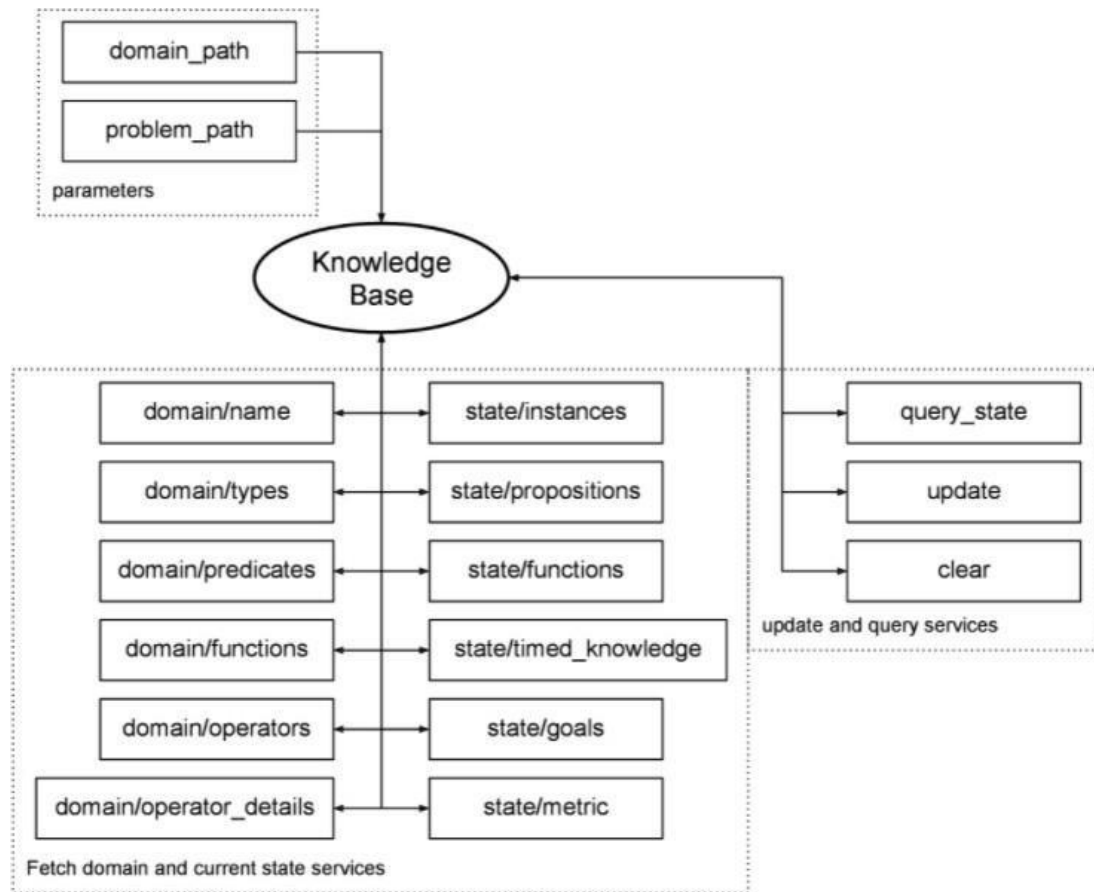 domain_path
problem_path
parameters
Knowledge
Base
domain/name
state/instances
query_state
domain/types
state/propositions
update
domain/predicates
state/functions
clear
update and query services
domain/functions
state/timed_knowledge
domain/operators
state/goals
domain/operator_details
state/metric
Fetch domain and current state services